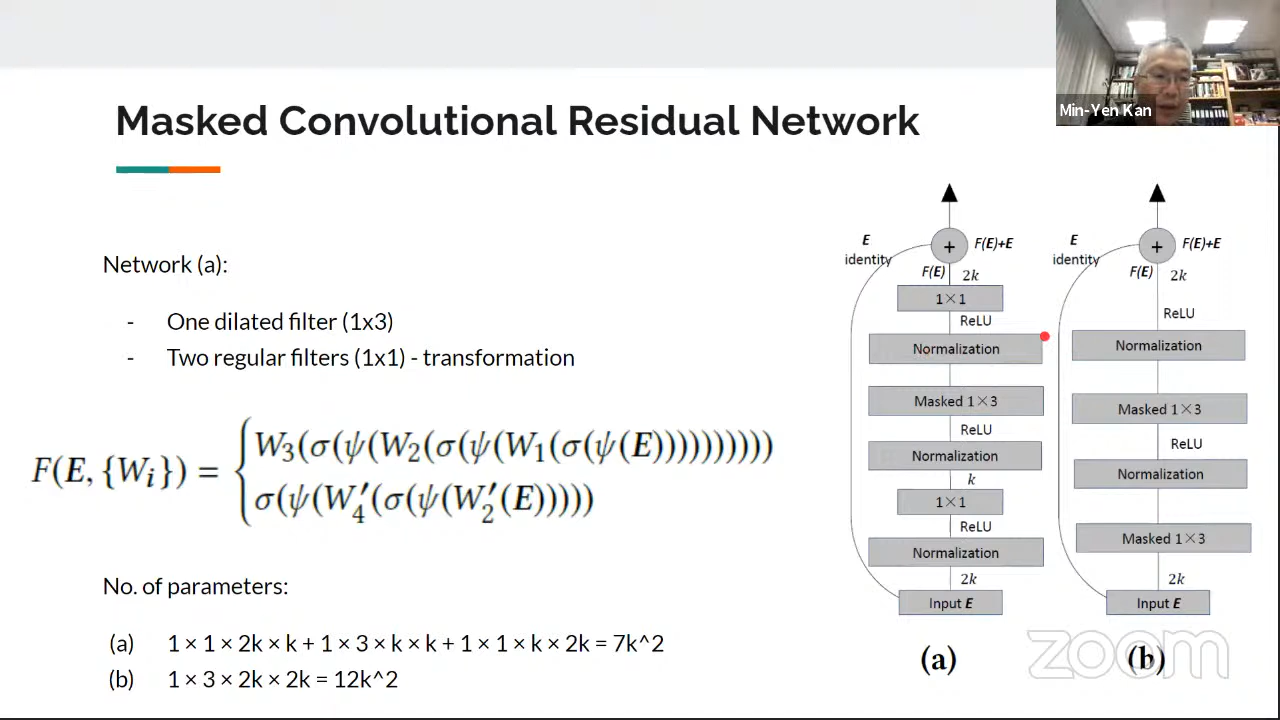 Min-Yen Kan
Masked Convolutional Residual Network
Network (a):
- One dilated filter (1x3)
- Two regular filters (1x1) - transformation
F(E, {Wᵢ}) = { W₃(σ(ψ(W₂(σ(ψ(W₁(σ(ψ(E))))))))))
σ(ψ(W₄′(σ(ψ(W₂′(E)))))
No. of parameters:
(a) 1 × 1 × 2k × k + 1 × 3 × k × k + 1 × 1 × k × 2k = 7k^2
(b) 1 × 3 × 2k × 2k = 12k^2
E
identity
+
F(E)+E
F(E)
2k
1×1
ReLU
Normalization
Masked 1×3
ReLU
Normalization
k
1×1
ReLU
Normalization
2k
Input E
(a)
E
identity
+
F(E)+E
F(E)
2k
ReLU
Normalization
Masked 1×3
ReLU
Normalization
Masked 1×3
2k
Input E
(b)
zoom